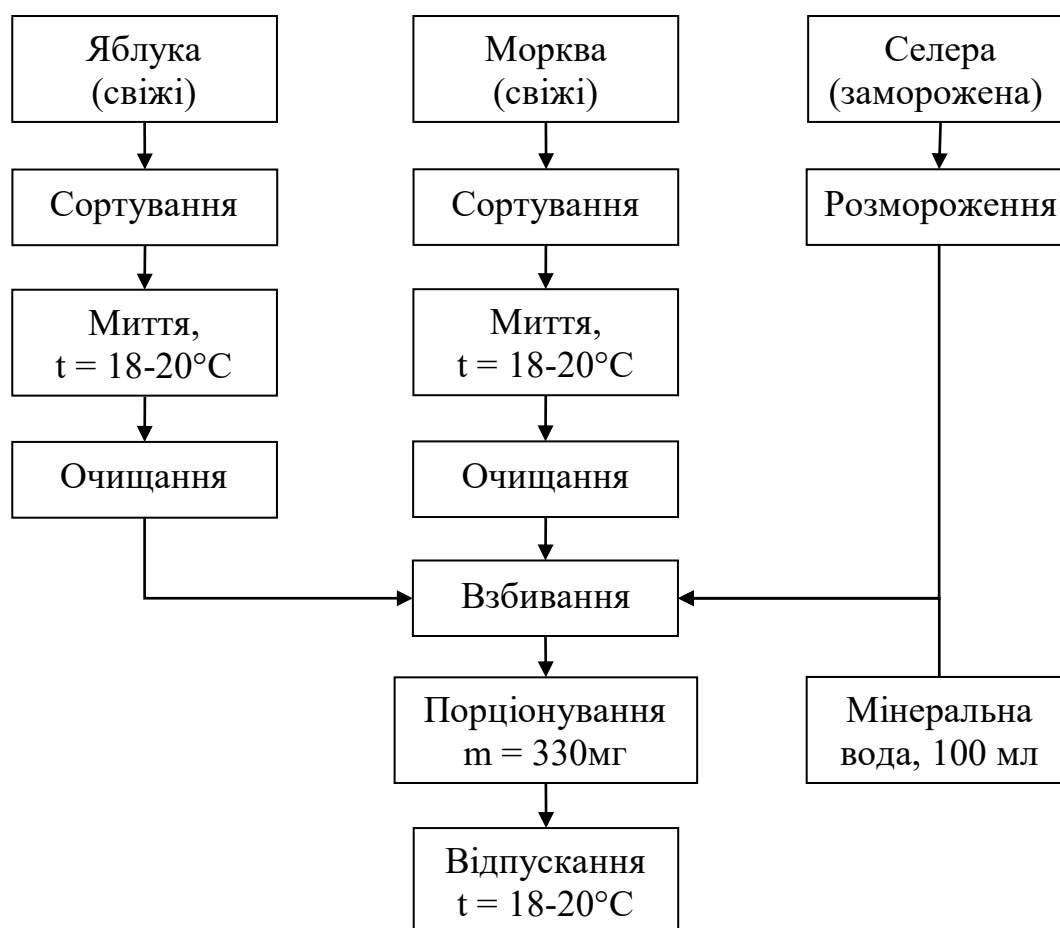 Яблука
(свіжі)
Морква
(свіжі)
Селера
(заморожена)
Сортування
Сортування
Розмороження
Миття,
t = 18-20°C
Миття,
t = 18-20°C
Очищання
Очищання
Взбивання
Порціонування
m = 330мг
Мінеральна
вода, 100 мл
Відпускання
t = 18-20°C